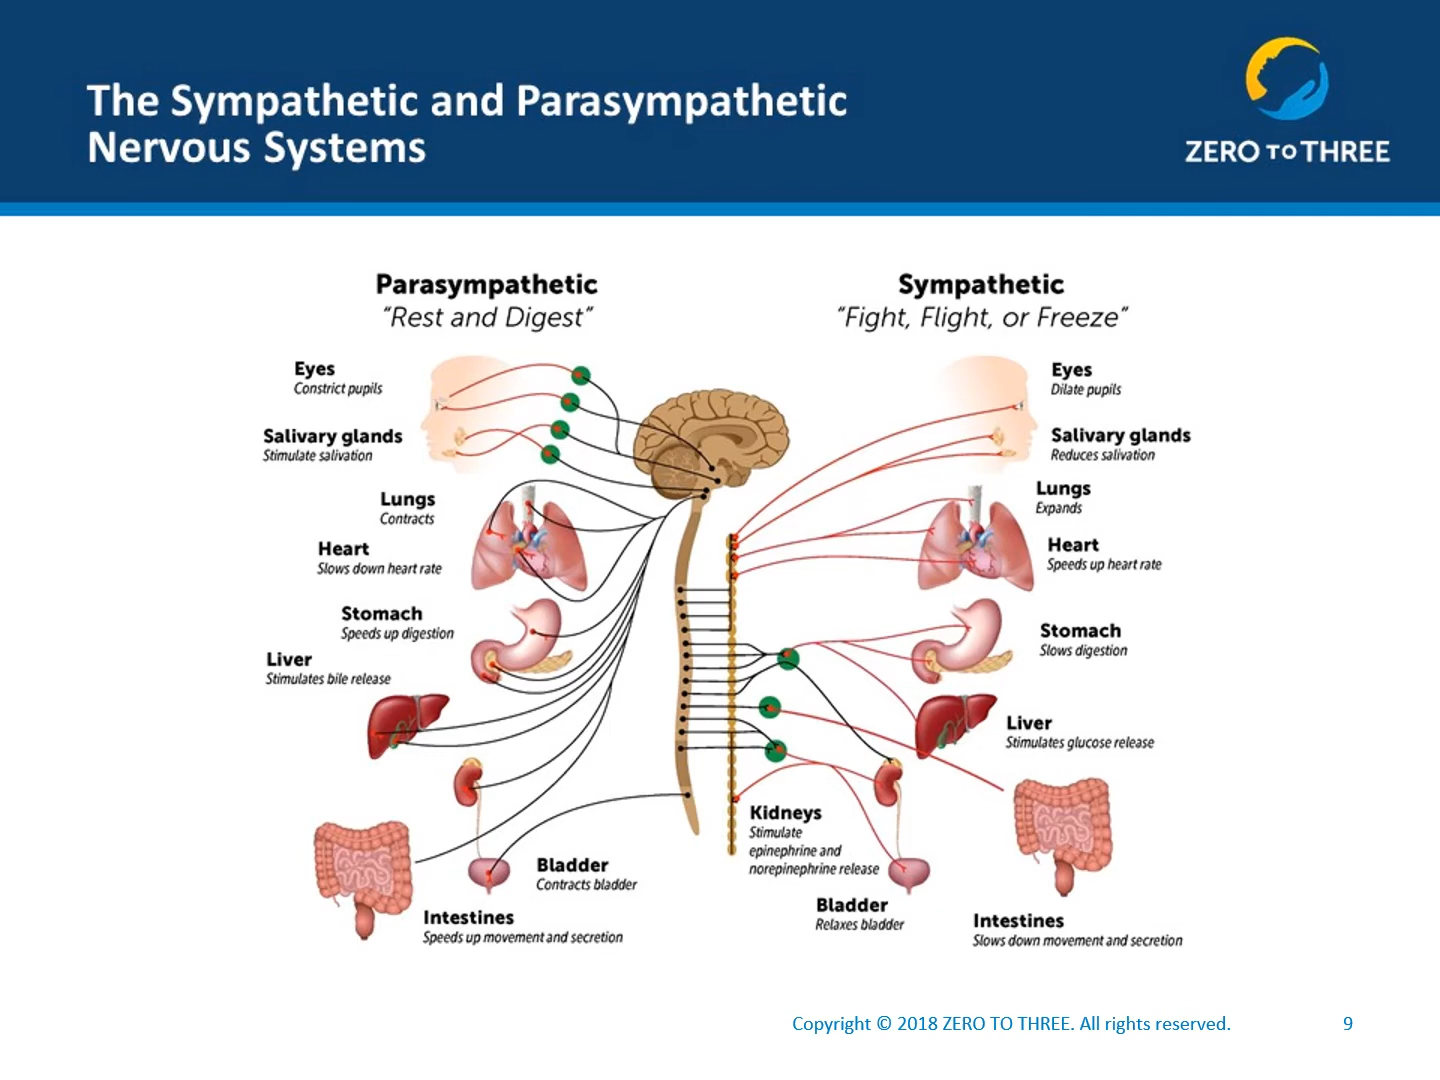 The Sympathetic and Parasympathetic
Nervous Systems
ZERO TO THREE
Parasympathetic
"Rest and Digest"
Eyes
Constrict pupils
Salivary glands
Stimulate salivation
Lungs
Contracts
Heart
Slows down heart rate
Stomach
Speeds up digestion
Liver
Stimulates bile release
Bladder
Contracts bladder
Intestines
Speeds up movement and secretion
Sympathetic
"Fight, Flight, or Freeze"
Eyes
Dilate pupils
Salivary glands
Reduces salivation
Lungs
Expands
Heart
Speeds up heart rate
Stomach
Slows digestion
Liver
Stimulates glucose release
Kidneys
Stimulate
epinephrine and
norepinephrine release
Bladder
Relaxes bladder
Intestines
Slows down movement and secretion
Copyright © 2018 ZERO TO THREE. All rights reserved.
9